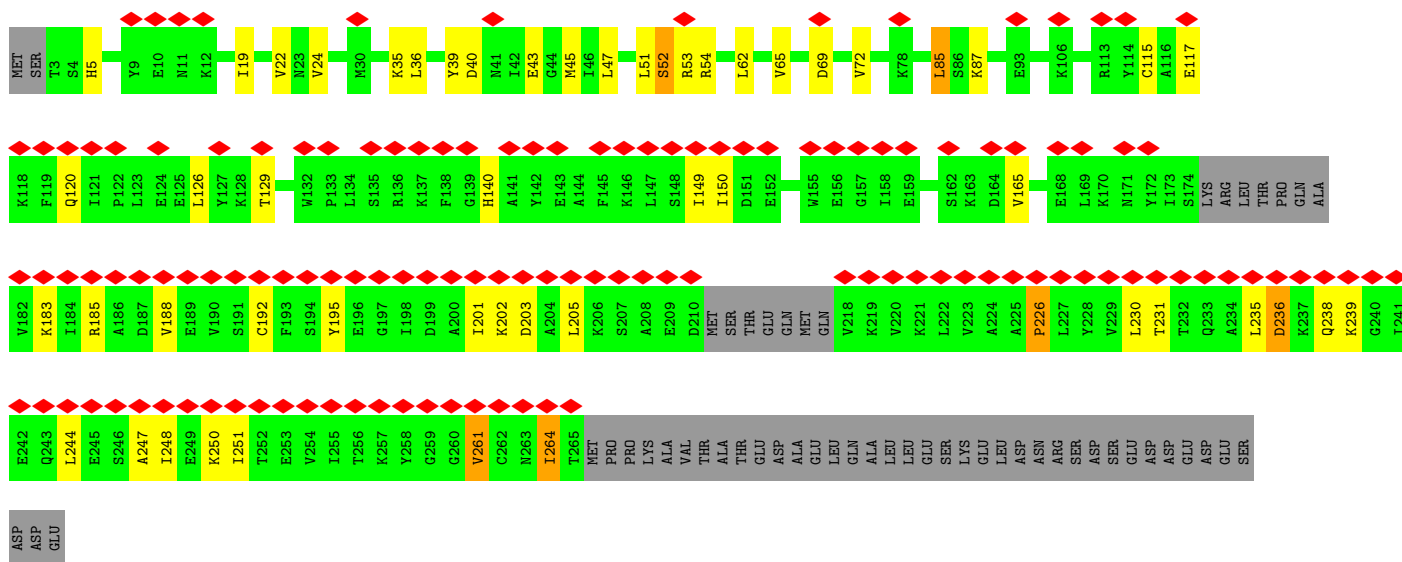 MET SER T3 S4 H5 Y9 E10 N11 K12 I19 V22 N23 V24 M30 K35 L36 Y39 D40 N41 I42 E43 G44 M45 I46 L47 L51 S52 R53 R54 L62 V65 D69 V72 K78 L85 S86 K87 E93 K106 R113 Y114 C115 A116 E117
K118 F119 Q120 I121 P122 L123 E124 E125 L126 Y127 K128 T129 W132 P133 L134 S135 R136 K137 F138 G139 H140 A141 Y142 E143 A144 F145 K146 L147 S148 I149 I150 D151 E152 W155 E156 G157 I158 E159 S162 K163 D164 V165 E168 L169 K170 N171 Y172 I173 S174 LYS ARG LEU THR PRO GLN ALA
V182 K183 I184 R185 A186 D187 V188 E189 V190 S191 C192 F193 S194 Y195 E196 G197 I198 D199 A200 I201 K202 D203 A204 L205 K206 S207 A208 E209 D210 MET SER THR GLU GLN MET GLN V218 K219 V220 K221 L222 V223 A224 A225 P226 L227 Y228 V229 L230 T231 T232 Q233 A234 L235 D236 K237 Q238 K239 G240 I241
E242 Q243 L244 E245 S246 A247 I248 E249 K250 I251 T252 E253 V254 I255 T256 K257 Y258 G259 G260 V261 C262 N263 I264 T265 MET PRO PRO LYS ALA VAL THR ALA THR GLU ASP ALA GLU LEU GLN ALA LEU LEU GLU SER LYS GLU LEU ASP ASN ARG SER ASP SER GLU ASP ASP GLU ASP GLU SER
ASP ASP GLU